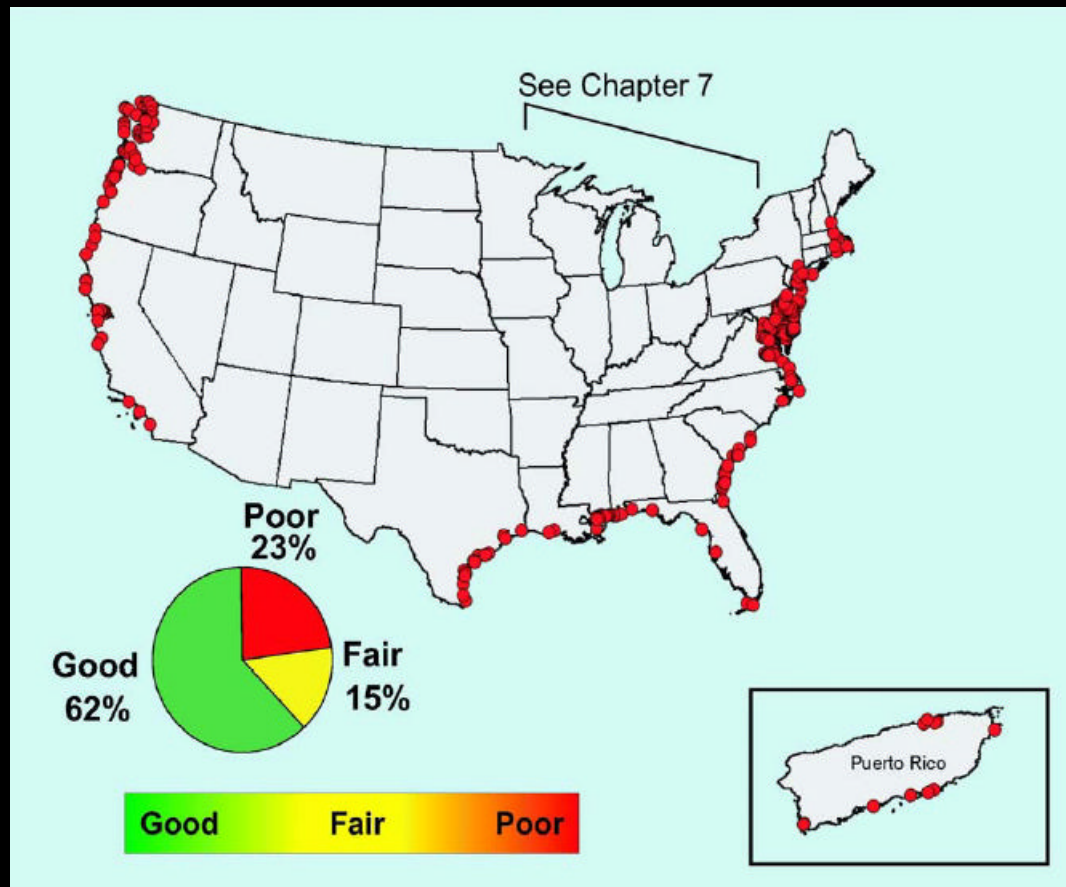 See Chapter 7
Poor
23%
Good
62%
Fair
15%
Puerto Rico
Good Fair Poor